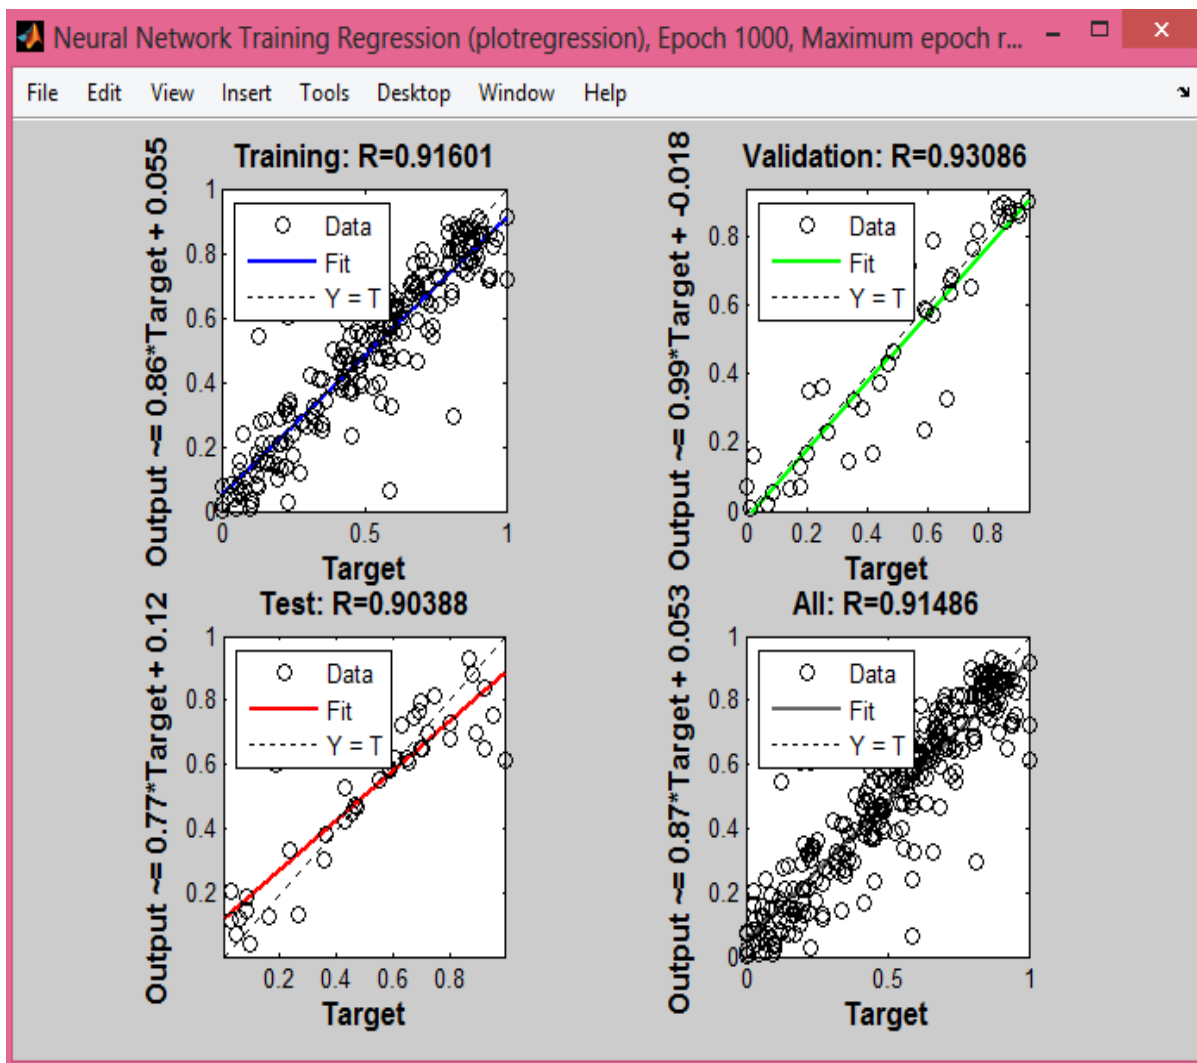 Neural Network Training Regression (plotregression), Epoch 1000, Maximum epoch r...
File Edit View Insert Tools Desktop Window Help
Training: R=0.91601
Output ~= 0.86*Target + 0.055
Data
Fit
Y = T
1
0.8
0.6
0.4
0.2
0
0 0.5 1
Target
Validation: R=0.93086
Output ~= 0.99*Target + -0.018
Data
Fit
Y = T
0.8
0.6
0.4
0.2
0
0 0.2 0.4 0.6 0.8
Target
Test: R=0.90388
Output ~= 0.77*Target + 0.12
Data
Fit
Y = T
1
0.8
0.6
0.4
0.2
0.2 0.4 0.6 0.8
Target
All: R=0.91486
Output ~= 0.87*Target + 0.053
Data
Fit
Y = T
1
0.8
0.6
0.4
0.2
0
0 0.5 1
Target